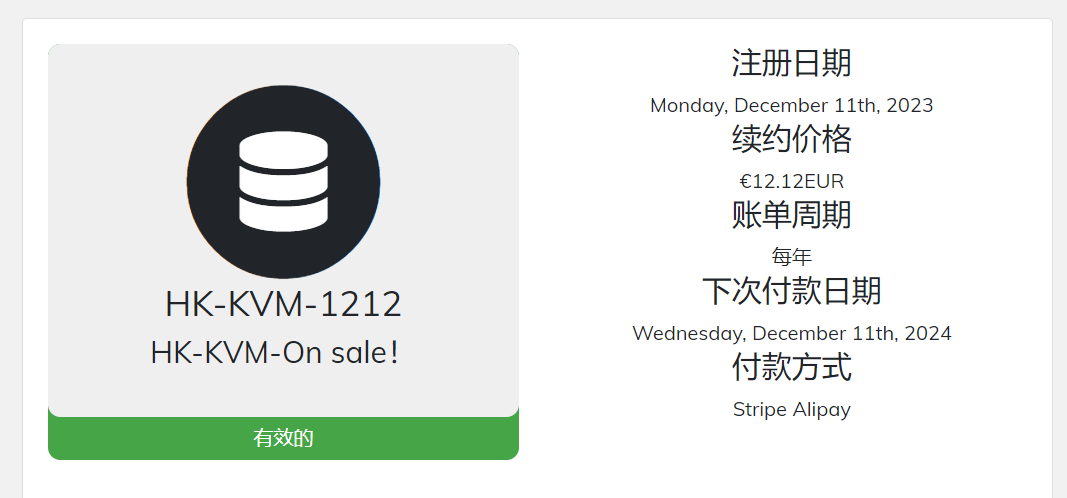 HK-KVM-1212
HK-KVM-On sale！
有效的
注册日期
Monday, December 11th, 2023
续约价格
€12.12EUR
账单周期
每年
下次付款日期
Wednesday, December 11th, 2024
付款方式
Stripe Alipay